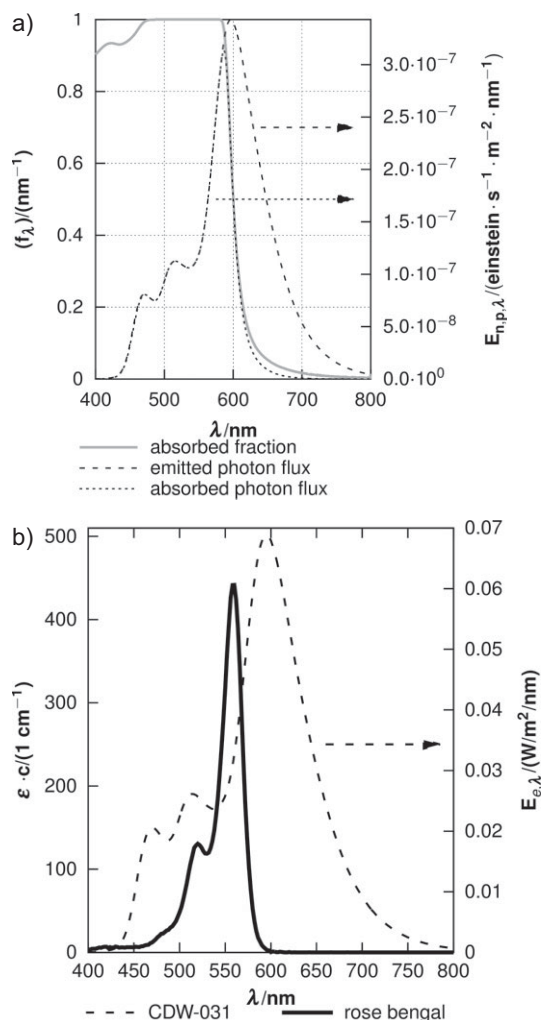 a)
1
0.8
0.6
0.4
0.2
0
(f_λ)/(nm⁻¹)
3.0·10⁻⁷
2.5·10⁻⁷
2·10⁻⁷
1·10⁻⁷
1.0·10⁻⁷
5.0·10⁻⁸
0.0·10⁰
E_n,p,λ/(einstein · s⁻¹ · m⁻² · nm⁻¹)
400 500 600 700 800
λ/nm
absorbed fraction
emitted photon flux
absorbed photon flux
b)
500
400
300
200
100
0
ε · c/(1 cm⁻¹)
0.07
0.06
0.05
0.04
0.03
0.02
0.01
0
E_e,λ/(W/m²/nm)
400 450 500 550 600 650 700 750 800
λ/nm
CDW-031
rose bengal